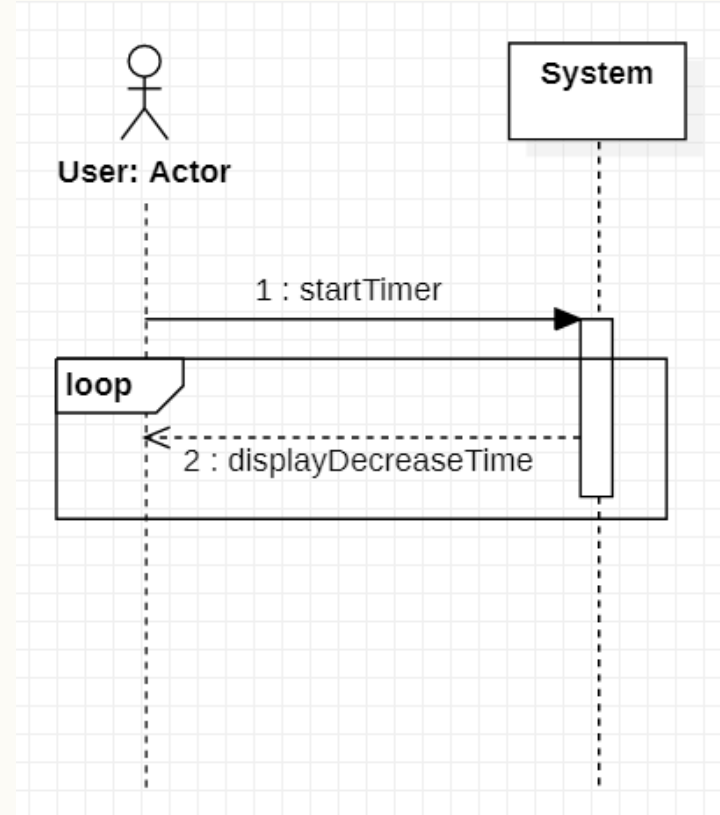 System
User: Actor
1 : startTimer
loop
2 : displayDecreaseTime